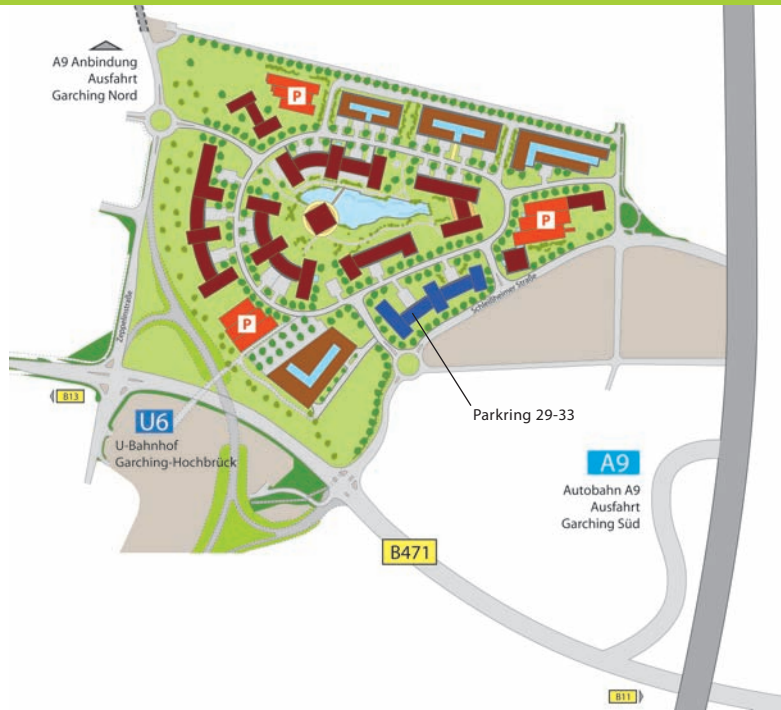 A9 Anbindung
Ausfahrt
Garching Nord
P
P
P
Schleißheimer Straße
Zeppelinstraße
B13
U6
U-Bahnhof
Garching-Hochbrück
Parkring 29-33
A9
Autobahn A9
Ausfahrt
Garching Süd
B471
B11